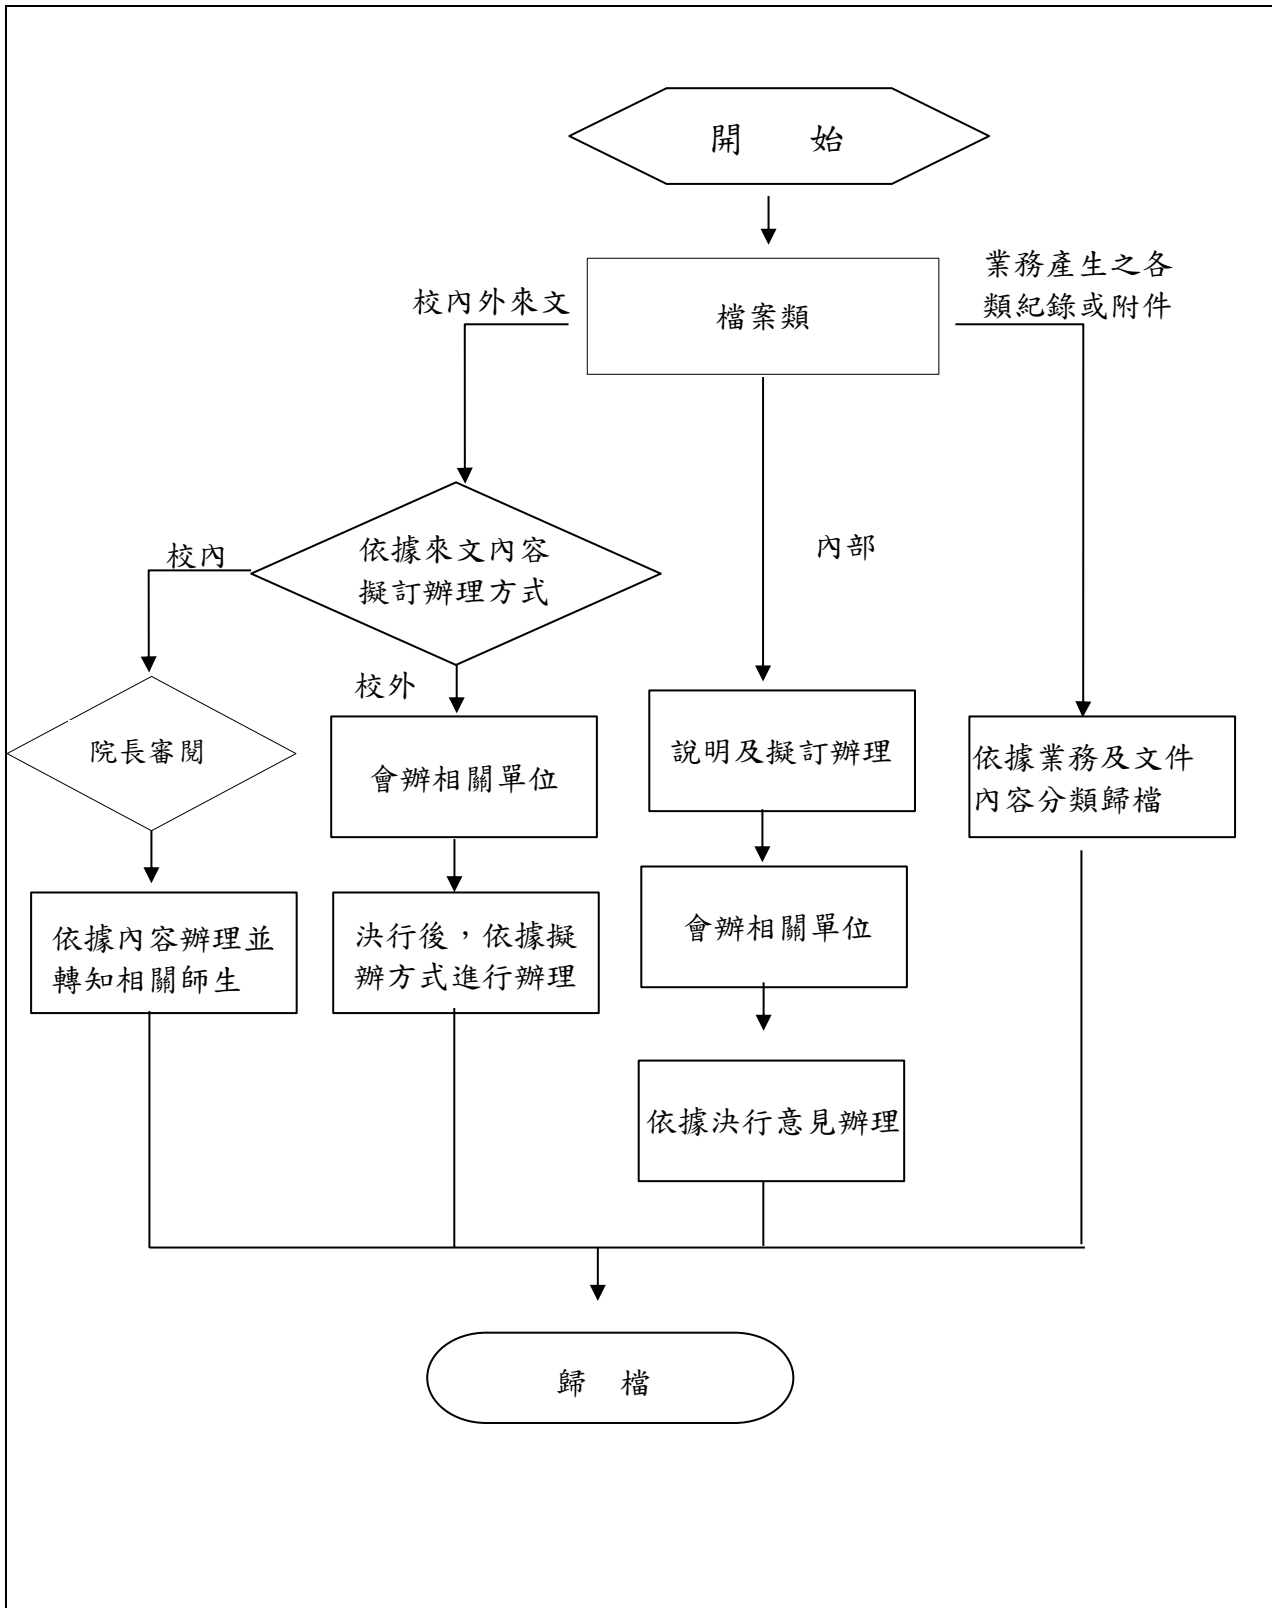 開 始
業務產生之各
類紀錄或附件
校內外來文
檔案類
校內
依據來文內容
擬訂辦理方式
內部
校外
院長審閱
會辦相關單位
說明及擬訂辦理
依據業務及文件
內容分類歸檔
依據內容辦理並
轉知相關師生
決行後，依據擬
辦方式進行辦理
會辦相關單位
依據決行意見辦理
歸 檔